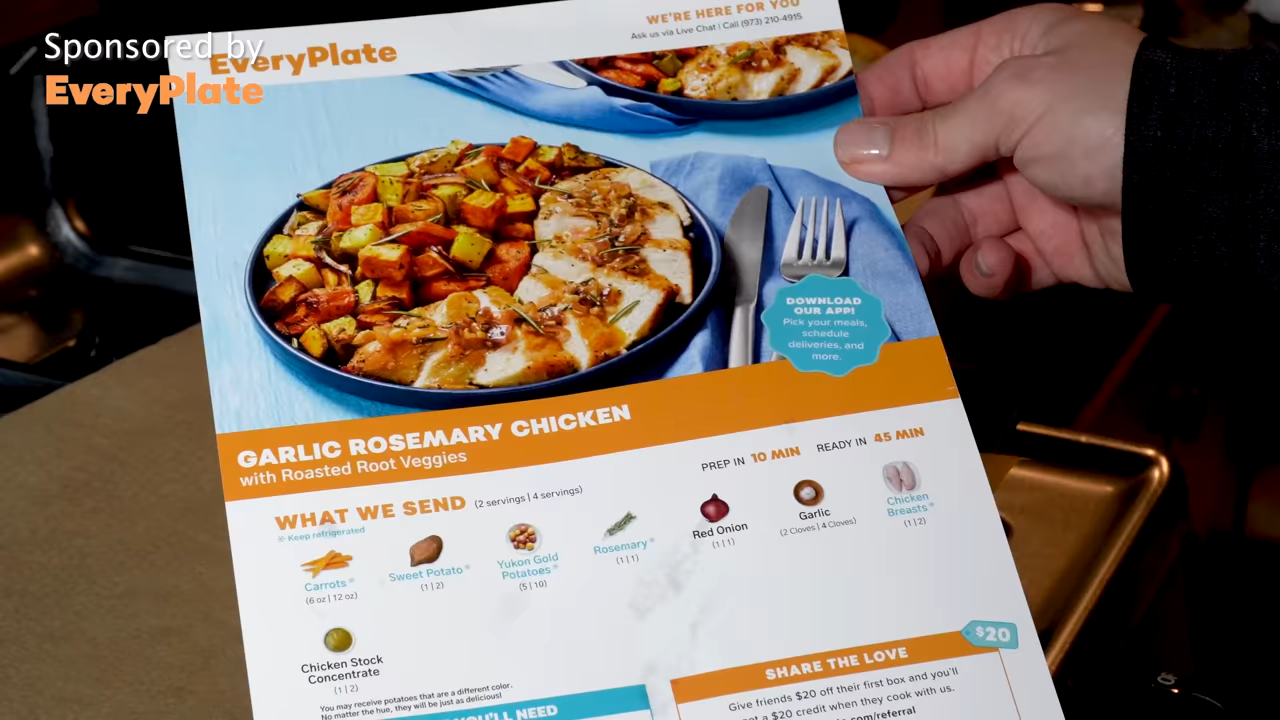 Sponsored by
EveryPlate
EveryPlate
WE'RE HERE FOR YOU
Ask us via Live Chat | Call (973) 210-4915
DOWNLOAD
OUR APP!
Pick your meals,
schedule
deliveries, and
more.
GARLIC ROSEMARY CHICKEN
with Roasted Root Veggies
PREP IN 10 MIN READY IN 45 MIN
WHAT WE SEND (2 servings | 4 servings)
* Keep refrigerated
Carrots*
(6 oz | 12 oz)
Sweet Potato*
(1 | 2)
Yukon Gold
Potatoes*
(5 | 10)
Rosemary*
(1 | 1)
Red Onion
(1 | 1)
Garlic
(2 Cloves | 4 Cloves)
Chicken
Breasts*
(1 | 2)
Chicken Stock
Concentrate
(1 | 2)
You may receive potatoes that are a different color.
No matter the hue, they will be just as delicious!
YOU'LL NEED
$20
SHARE THE LOVE
Give friends $20 off their first box and you'll
a $20 credit when they cook with us.
.com/referral